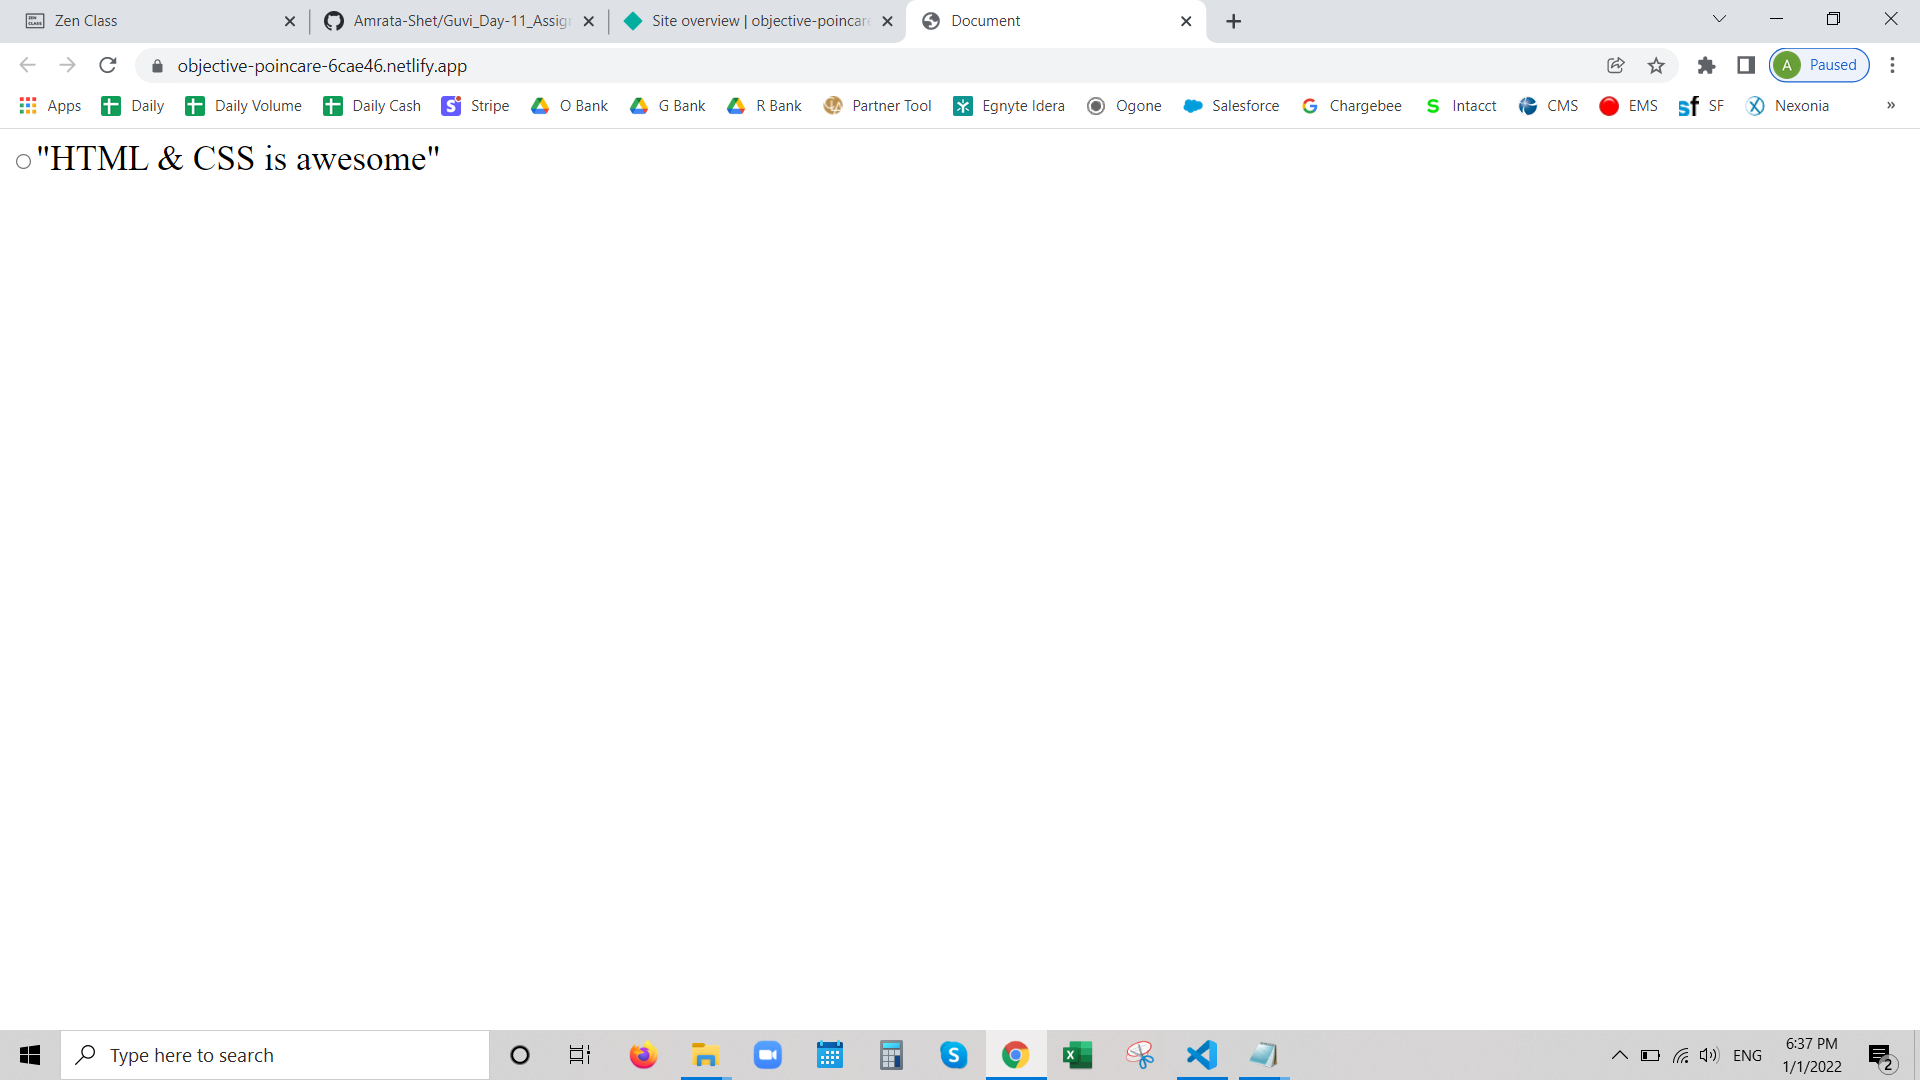 Zen Class
Amrata-Shet/Guvi_Day-11_Assig
Site overview | objective-poincar
Document
objective-poincare-6cae46.netlify.app
A Paused
Apps Daily Daily Volume Daily Cash Stripe O Bank G Bank R Bank Partner Tool Egnyte Idera Ogone Salesforce Chargebee Intacct CMS EMS SF Nexonia »
"HTML & CSS is awesome"
Type here to search
ENG
6:37 PM
1/1/2022
2